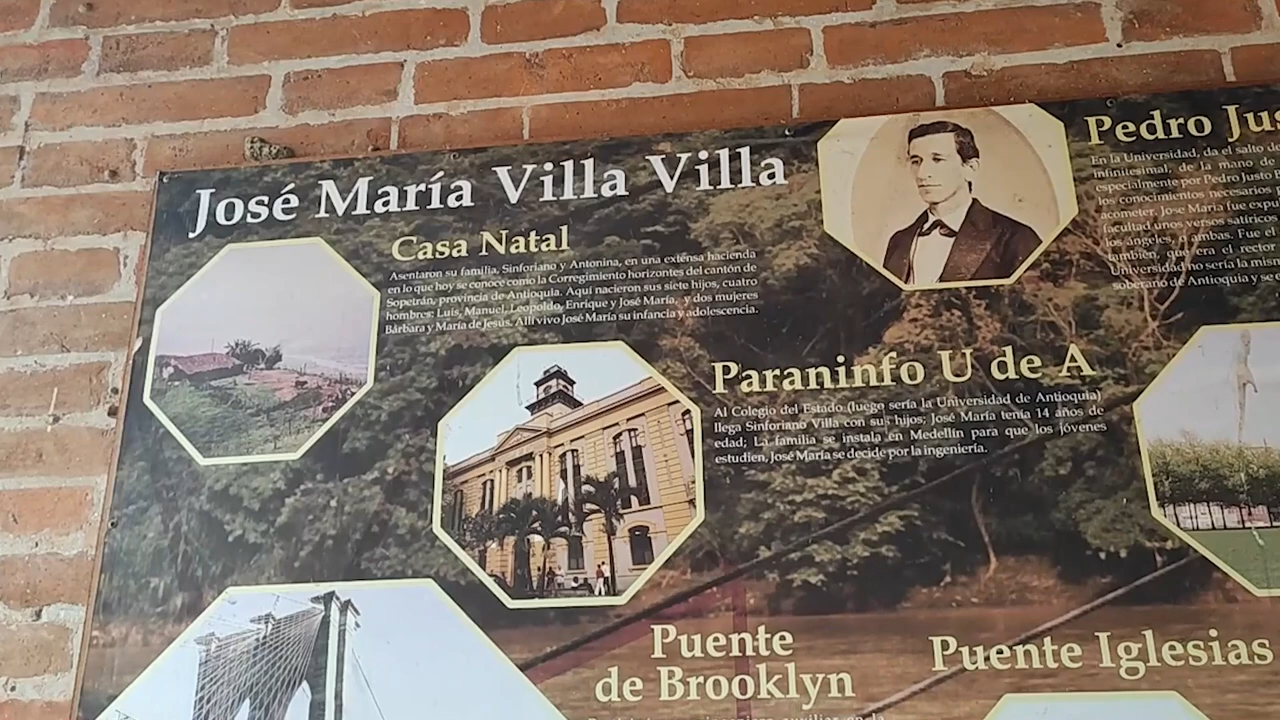 José María Villa Villa
Casa Natal
Asentaron su familia, Sinforiano y Antonina, en una extensa hacienda
en lo que hoy se conoce como la Corregimiento horizontes del cantón de
Sopetrán, provincia de Antioquia. Aquí nacieron sus siete hijos, cuatro
hombres: Luis, Manuel, Leopoldo, Enrique y José María, y dos mujeres
Bárbara y María de Jesús. Allí vivo José María su infancia y adolescencia.
Pedro Jus
En la Universidad, da el salto de
infinitesimal, de la mano de
especialmente por Pedro Justo B
los conocimientos necesarios
acometer. Jose María fue expu
facultad unos versos satíricos
los ángeles, o ambas. Fue el
también, que era el rector
Universidad no sería la mism
soberano de Antioquia y se
Paraninfo U de A
Al Colegio del Estado (luego sería la Universidad de Antioquia)
llega Sinforiano Villa con sus hijos; José María tenía 14 años de
edad; La familia se instala en Medellín para que los jóvenes
estudien, José María se decide por la ingeniería.
Puente
de Brooklyn
Puente Iglesias